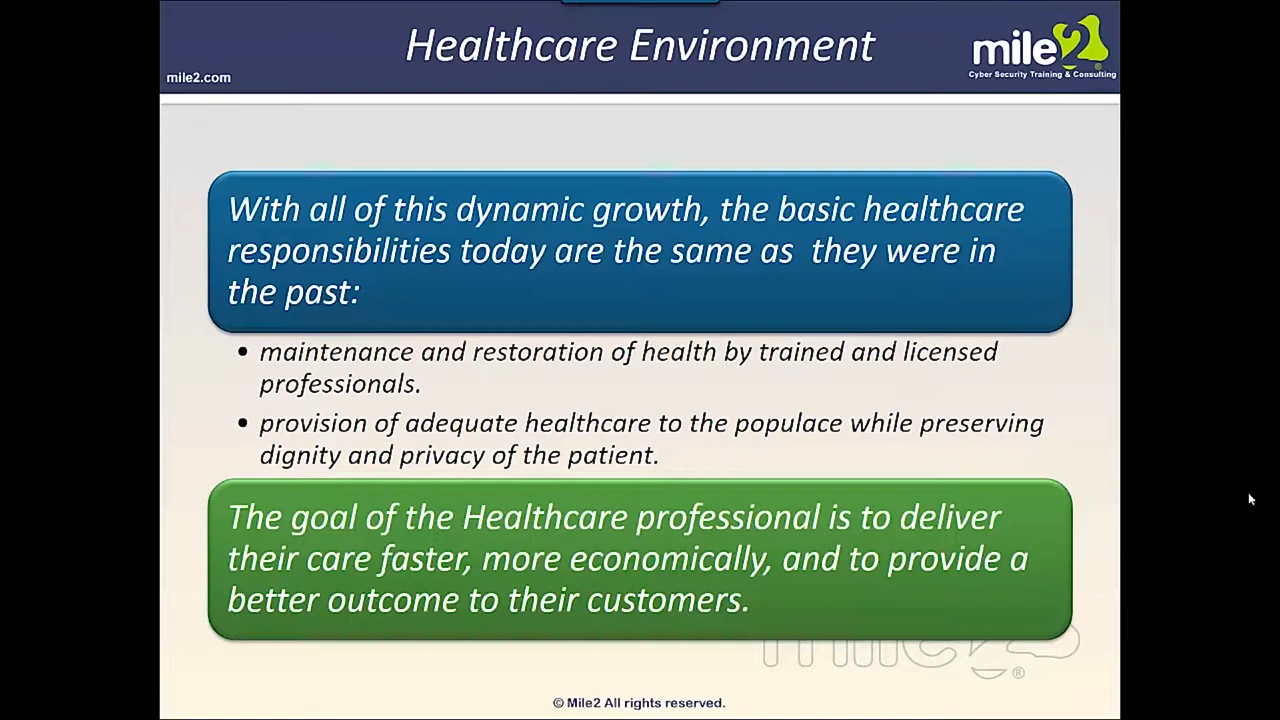 Healthcare Environment
mile2
®
Cyber Security Training & Consulting
mile2.com
With all of this dynamic growth, the basic healthcare
responsibilities today are the same as they were in
the past:
• maintenance and restoration of health by trained and licensed
professionals.
• provision of adequate healthcare to the populace while preserving
dignity and privacy of the patient.
The goal of the Healthcare professional is to deliver
their care faster, more economically, and to provide a
better outcome to their customers.
mile2
®
© Mile2 All rights reserved.